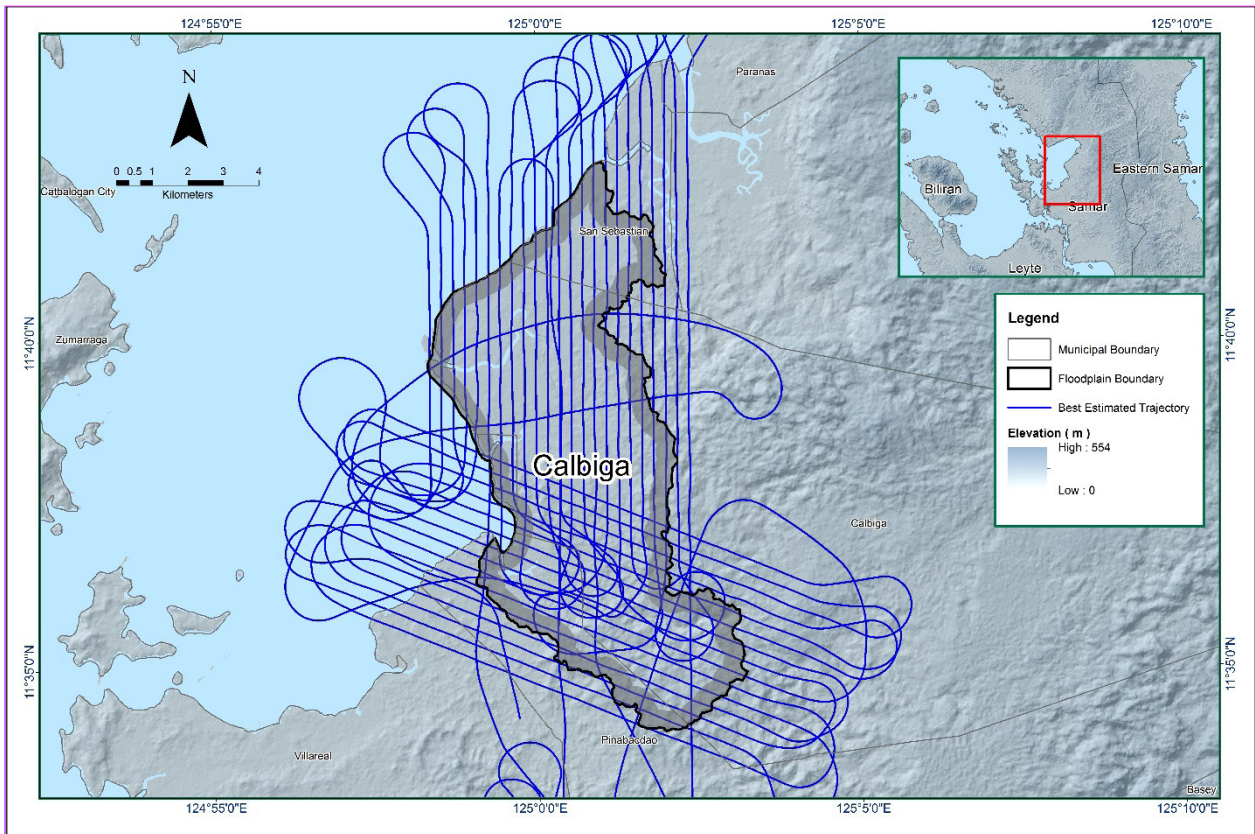 124°55'0"E
125°0'0"E
125°5'0"E
125°10'0"E
N
0 0.5 1 2 3 4
Kilometers
Catbalogan City
Paranas
San Sebastian
Zumarraga
Calbiga
Calbiga
Villareal
Pinabacdao
Basey
Biliran
Eastern Samar
Samar
Leyte
Legend
Municipal Boundary
Floodplain Boundary
Best Estimated Trajectory
Elevation ( m )
High : 554
Low : 0
11°40'0"N
11°40'0"N
11°35'0"N
11°35'0"N
124°55'0"E
125°0'0"E
125°5'0"E
125°10'0"E